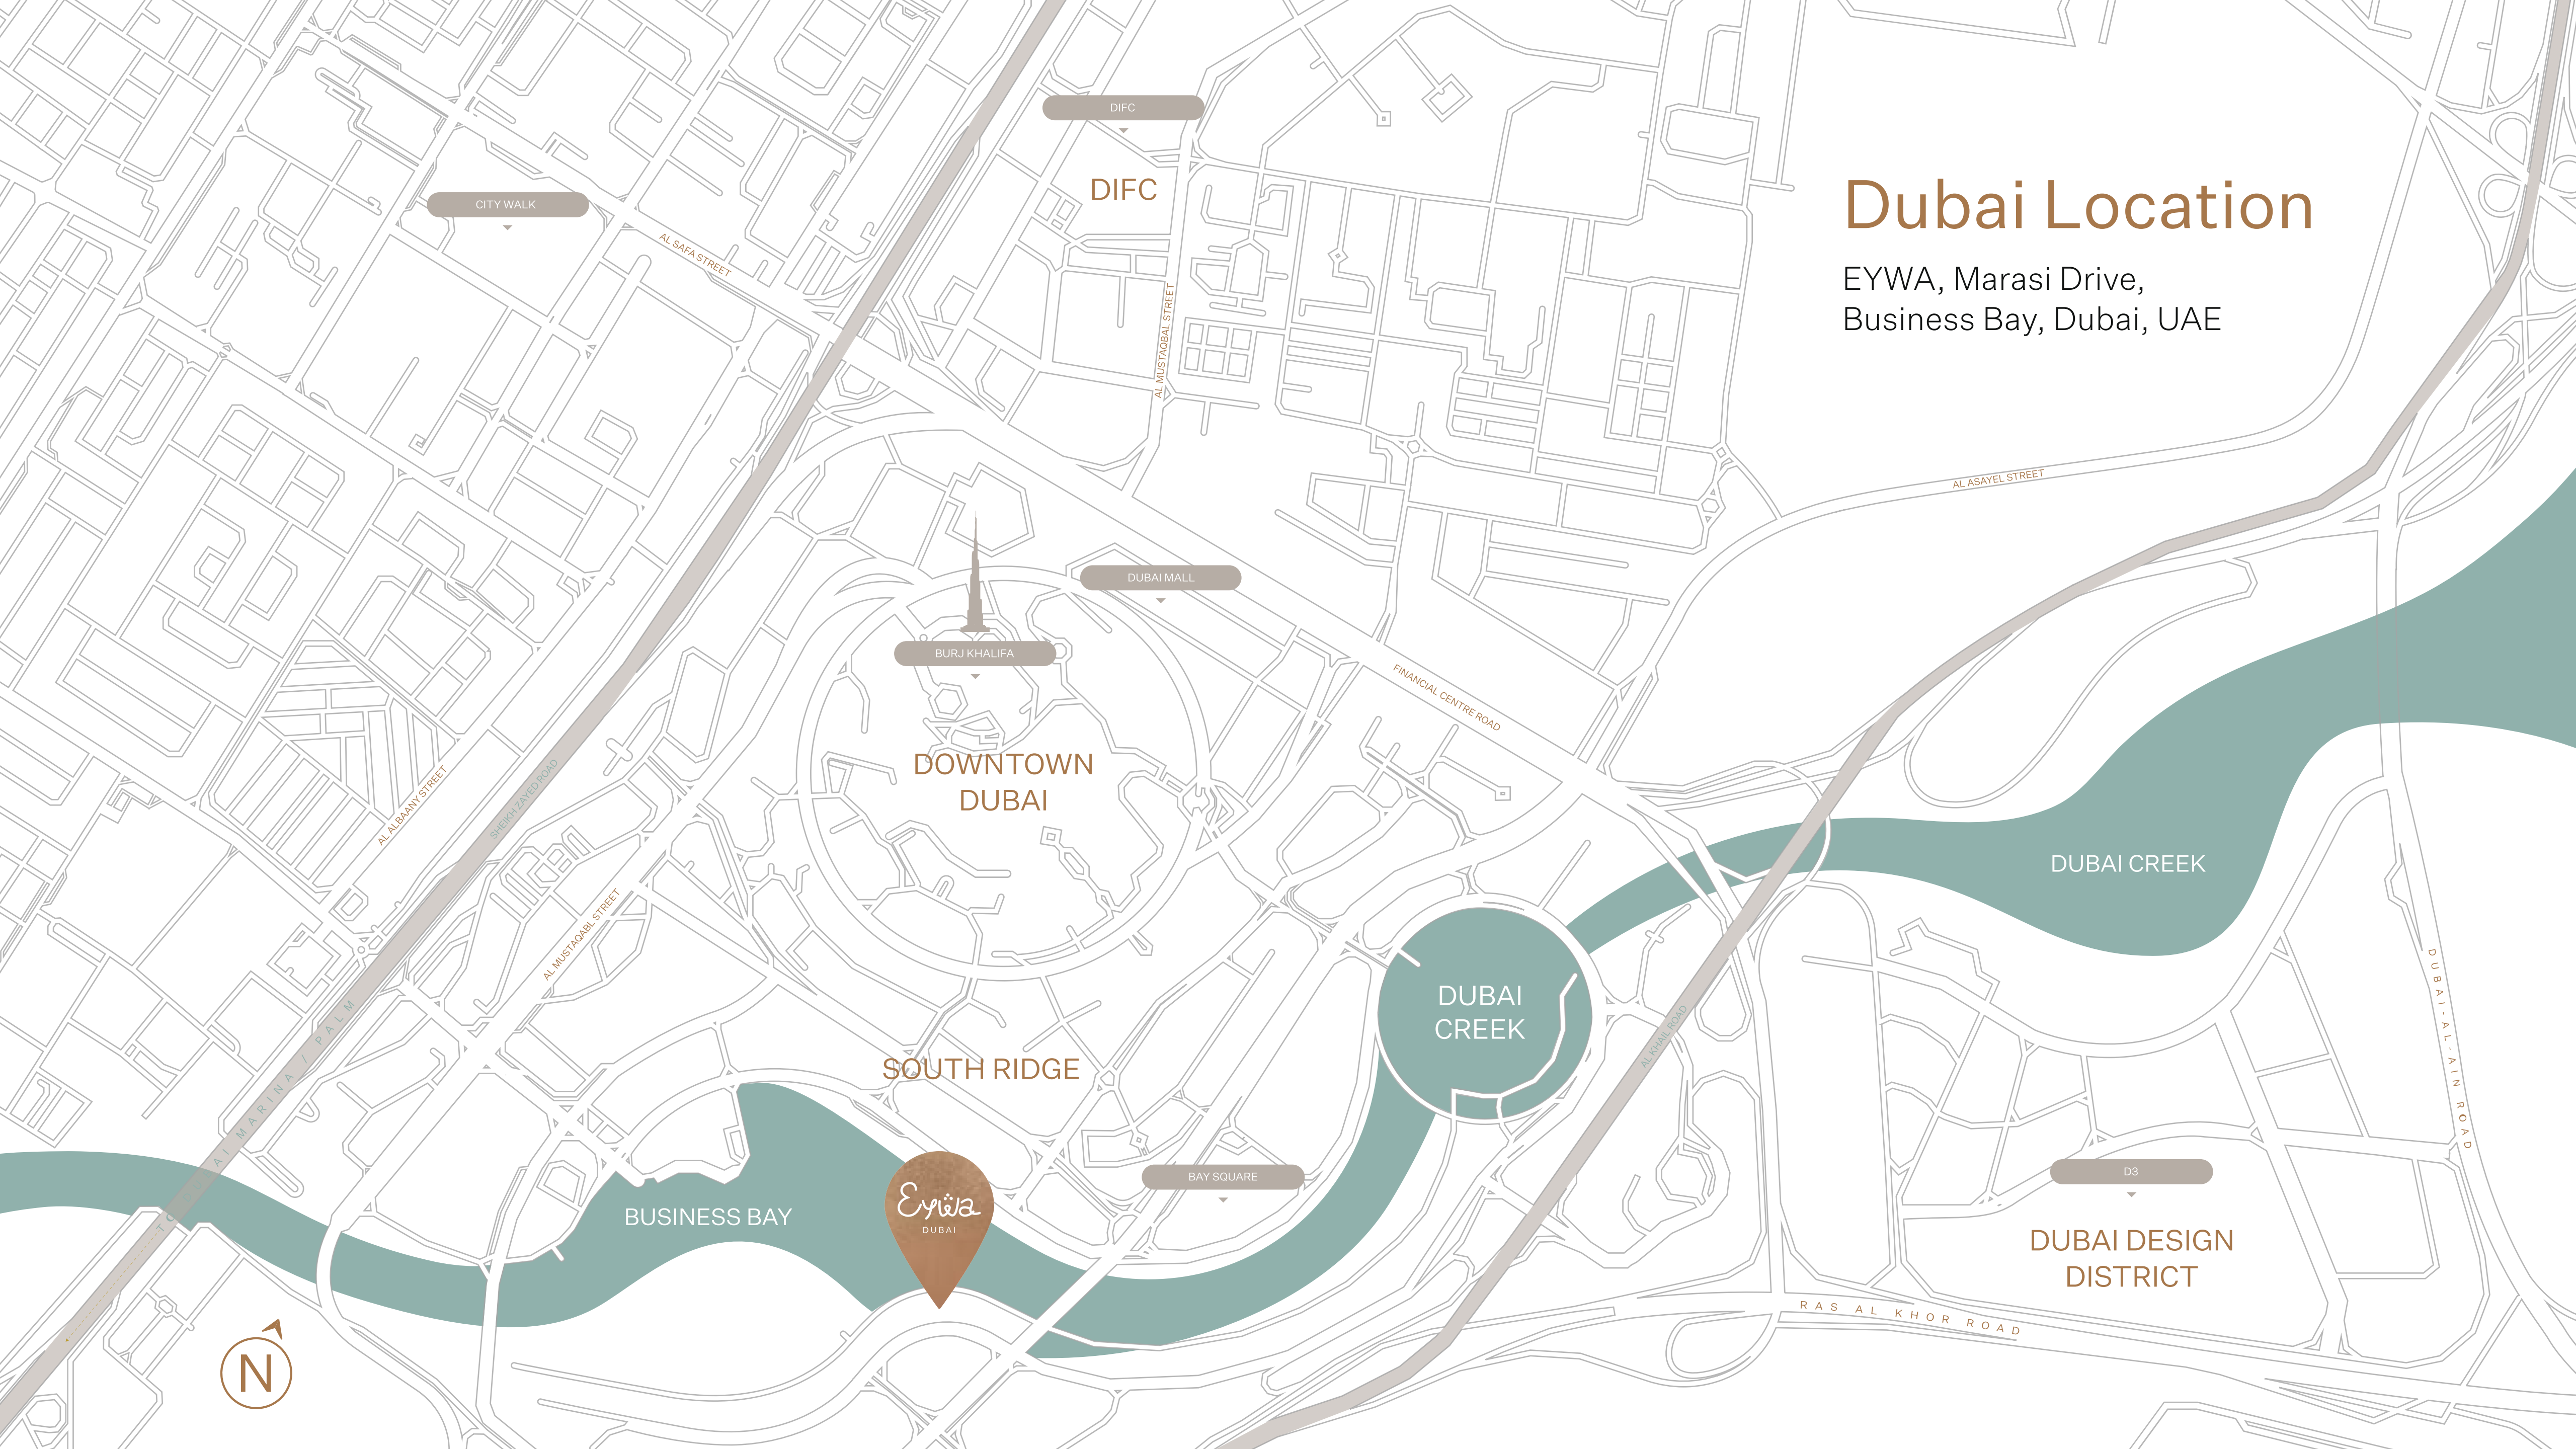 DIFC
DIFC
CITY WALK
Dubai Location
EYWA, Marasi Drive,
Business Bay, Dubai, UAE
AL SAFA STREET
AL MUSTAQBAL STREET
AL ASAYEL STREET
DUBAI MALL
BURJ KHALIFA
FINANCIAL CENTRE ROAD
DOWNTOWN
DUBAI
AL ALBAANY STREET
SHEIKH ZAYED ROAD
AL MUSTAQABL STREET
DUBAI CREEK
DUBAI
CREEK
AL KHAIL ROAD
DUBAI-AL-AIN ROAD
MARINA / PALM
SOUTH RIDGE
BAY SQUARE
D3
BUSINESS BAY
Eywa
DUBAI
DUBAI DESIGN
DISTRICT
RAS AL KHOR ROAD
N